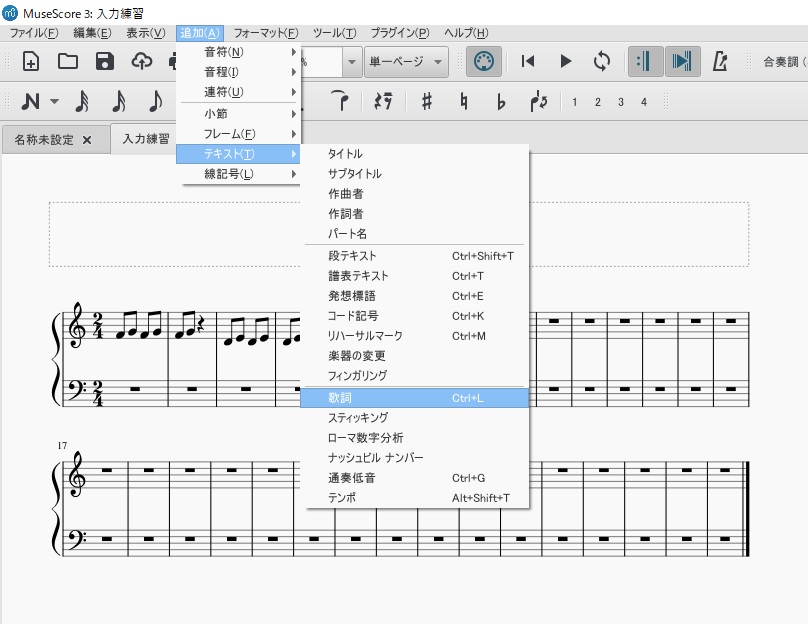 MuseScore 3: 入力練習
ファイル(F) 編集(E) 表示(V) 追加(A) フォーマット(F) ツール(T) プラグイン(P) ヘルプ(H)
音符(N)
音程(I)
連符(U)
小節
フレーム(F)
テキスト(T)
線記号(L)
% 単一ページ 合奏調 (
1 2 3 4
名称未設定 入力練習
タイトル
サブタイトル
作曲者
作詞者
パート名
段テキスト Ctrl+Shift+T
譜表テキスト Ctrl+T
発想標語 Ctrl+E
コード記号 Ctrl+K
リハーサルマーク Ctrl+M
楽器の変更
フィンガリング
歌詞 Ctrl+L
スティッキング
ローマ数字分析
ナッシュビル ナンバー
通奏低音 Ctrl+G
テンポ Alt+Shift+T
2
4
2
4
17